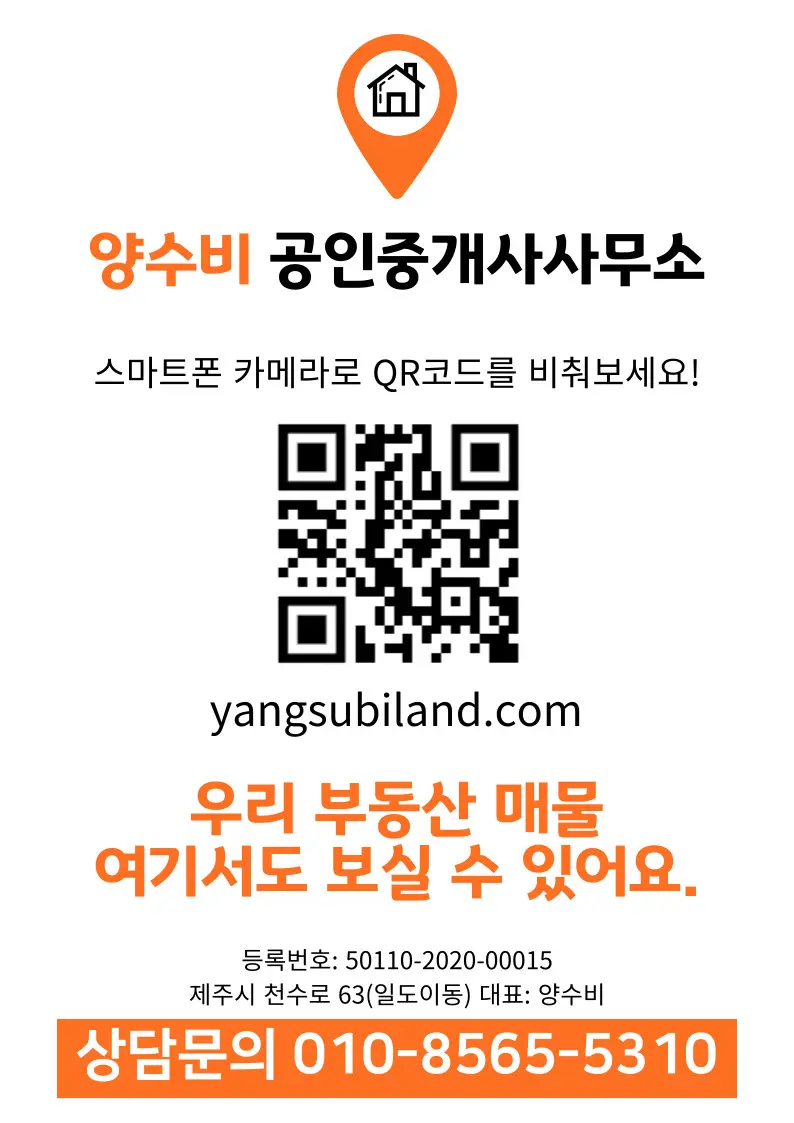 양수비 공인중개사사무소
스마트폰 카메라로 QR코드를 비춰보세요!
yangsubiland.com
우리 부동산 매물
여기서도 보실 수 있어요.
등록번호: 50110-2020-00015
제주시 천수로 63(일도이동) 대표: 양수비
상담문의 010-8565-5310